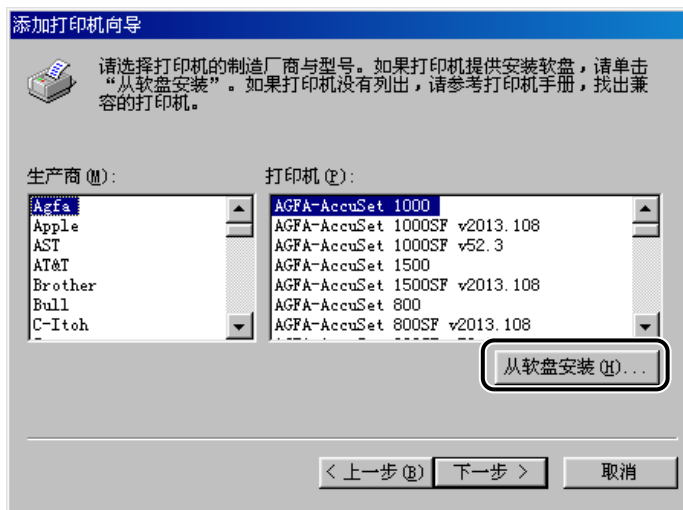 添加打印机向导
请选择打印机的制造厂商与型号。如果打印机提供安装软盘，请单击
“从软盘安装”。如果打印机没有列出，请参考打印机手册，找出兼
容的打印机。
生产商(M):
打印机(P):
Agfa
Apple
AST
AT&T
Brother
Bull
C-Itoh
AGFA-AccuSet 1000
AGFA-AccuSet 1000SF v2013.108
AGFA-AccuSet 1000SF v52.3
AGFA-AccuSet 1500
AGFA-AccuSet 1500SF v2013.108
AGFA-AccuSet 800
AGFA-AccuSet 800SF v2013.108
从软盘安装(H)...
< 上一步(B)
下一步 >
取消